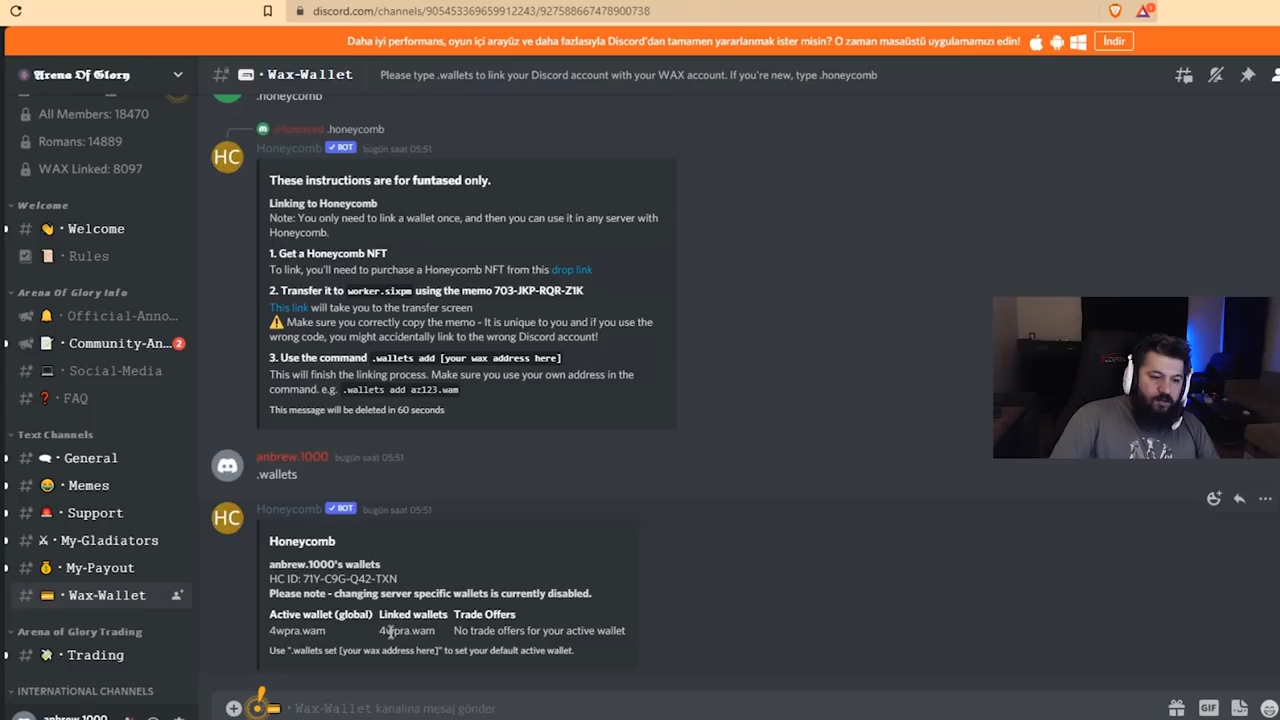 discord.com/channels/905453369659912243/927588667478900738
1
Daha iyi performans, oyun içi arayüz ve daha fazlasıyla Discord'dan tamamen yararlanmak ister misin? O zaman masaüstü uygulamamızı edin!
İndir
Arena Of Glory
All Members: 18470
Romans: 14889
WAX Linked: 8097
Welcome
Welcome
Rules
Arena Of Glory Info
Official-Anno...
Community-An...
2
Social-Media
FAQ
Text Channels
General
Memes
Support
My-Gladiators
My-Payout
Wax-Wallet
Arena of Glory Trading
Trading
INTERNATİONAL CHANNELS
anbrew.1000
Wax-Wallet
Please type .wallets to link your Discord account with your WAX account. If you're new, type .honeycomb
.honeycomb
@funtased .honeycomb
HC
Honeycomb BOT bugün saat 05:51
These instructions are for funtased only.
Linking to Honeycomb
Note: You only need to link a wallet once, and then you can use it in any server with
Honeycomb.
1. Get a Honeycomb NFT
To link, you'll need to purchase a Honeycomb NFT from this drop link
2. Transfer it to worker.sixpm using the memo 703-JKP-RQR-Z1K
This link will take you to the transfer screen
Make sure you correctly copy the memo - It is unique to you and if you use the
wrong code, you might accidentally link to the wrong Discord account!
3. Use the command .wallets add [your wax address here]
This will finish the linking process. Make sure you use your own address in the
command. e.g. .wallets add az123.wam
This message will be deleted in 60 seconds
anbrew.1000 bugün saat 05:51
.wallets
HC
Honeycomb BOT bugün saat 05:51
Honeycomb
anbrew.1000's wallets
HC ID: 71Y-C9G-Q42-TXN
Please note - changing server specific wallets is currently disabled.
Active wallet (global) Linked wallets Trade Offers
4wpra.wam 4wpra.wam No trade offers for your active wallet
Use ".wallets set [your wax address here]" to set your default active wallet.
Wax-Wallet kanalına mesaj gönder
GIF